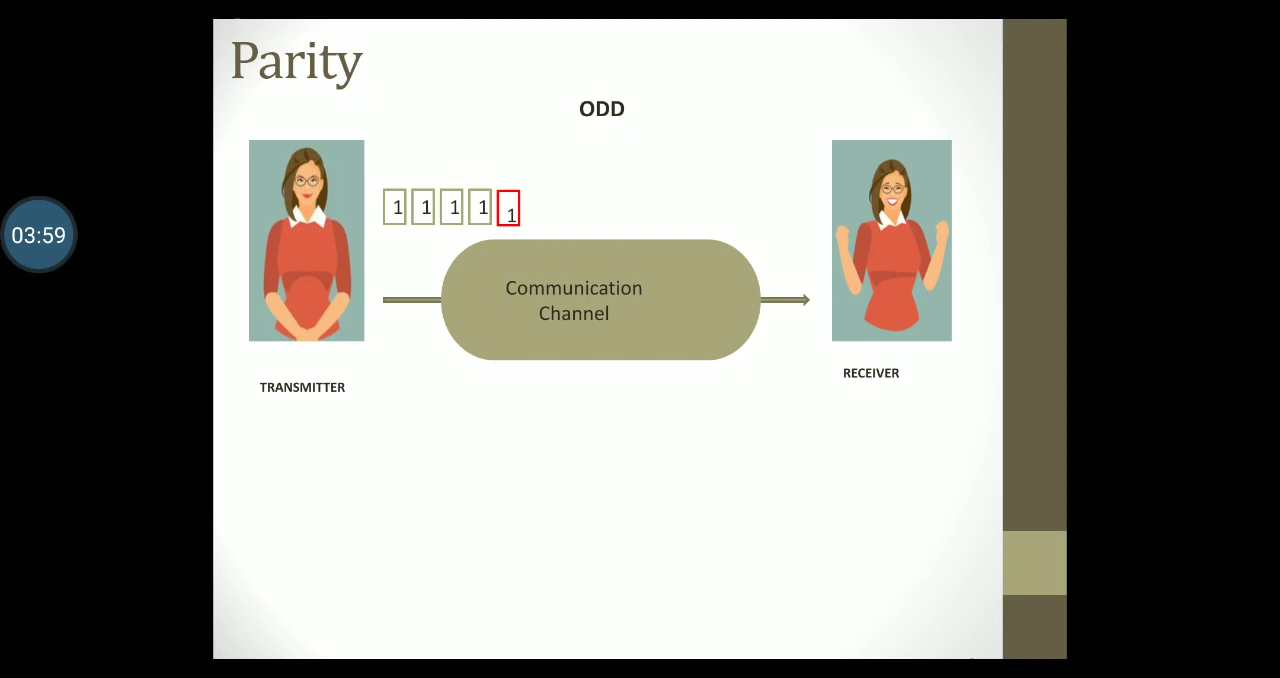 Parity
ODD
1 1 1 1 1
03:59
Communication
Channel
RECEIVER
TRANSMITTER